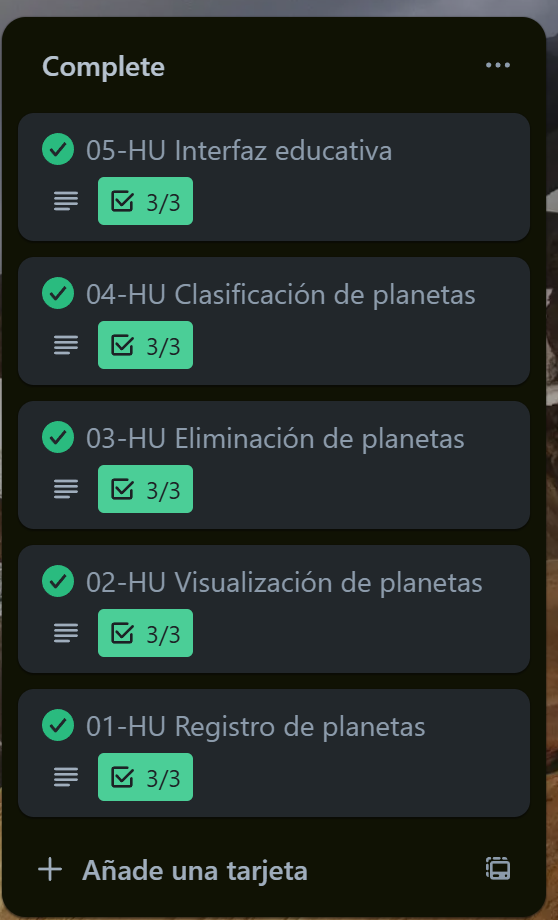 Complete
05-HU Interfaz educativa
3/3
04-HU Clasificación de planetas
3/3
03-HU Eliminación de planetas
3/3
02-HU Visualización de planetas
3/3
01-HU Registro de planetas
3/3
Añade una tarjeta